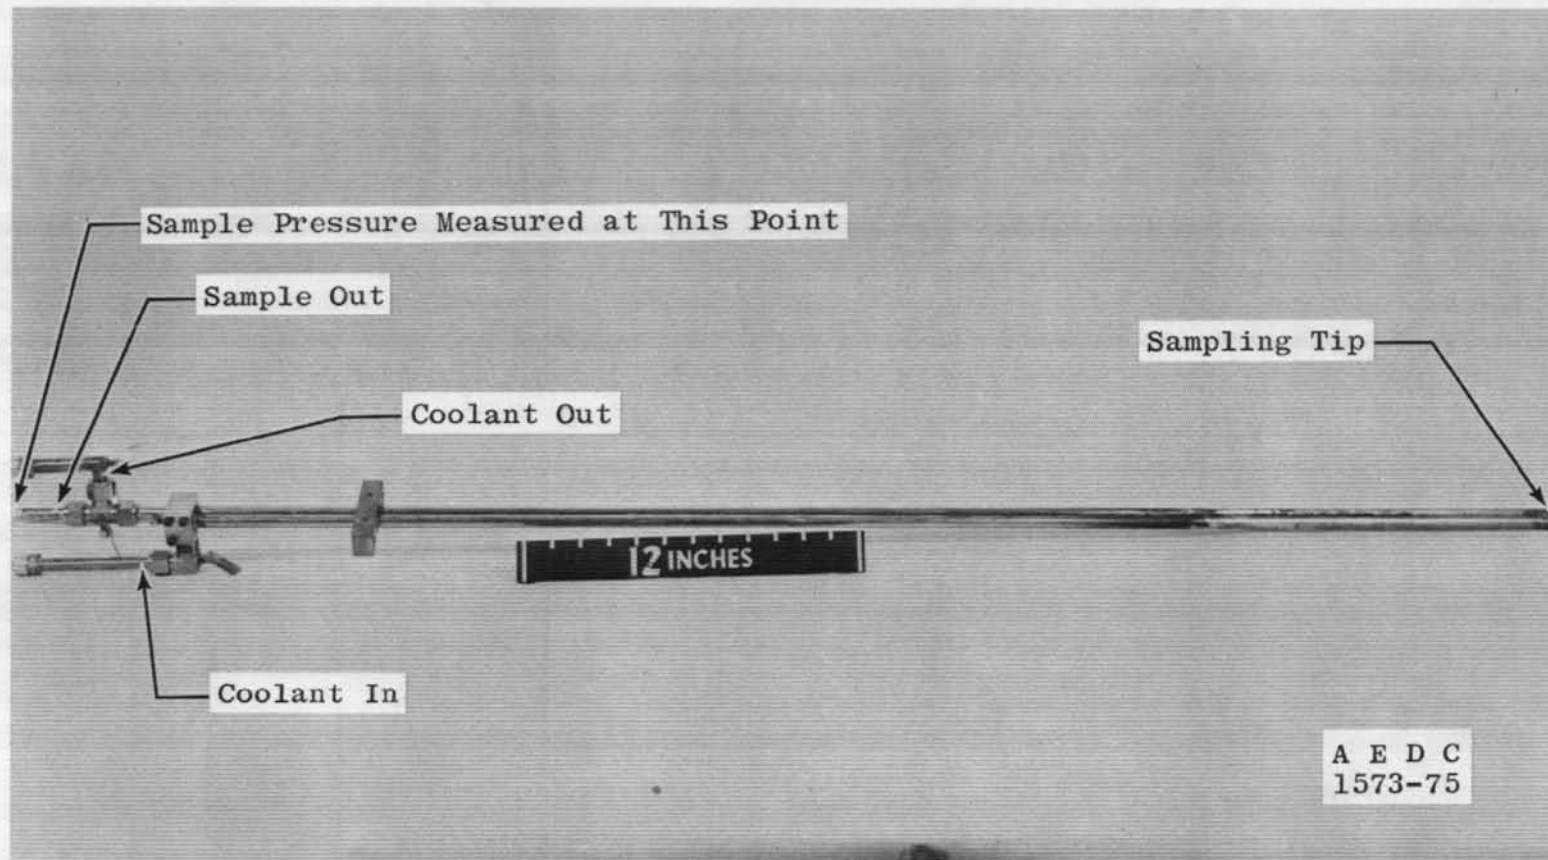 Sample Pressure Measured at This Point
Sample Out
Sampling Tip
Coolant Out
12 INCHES
Coolant In
A E D C
1573-75